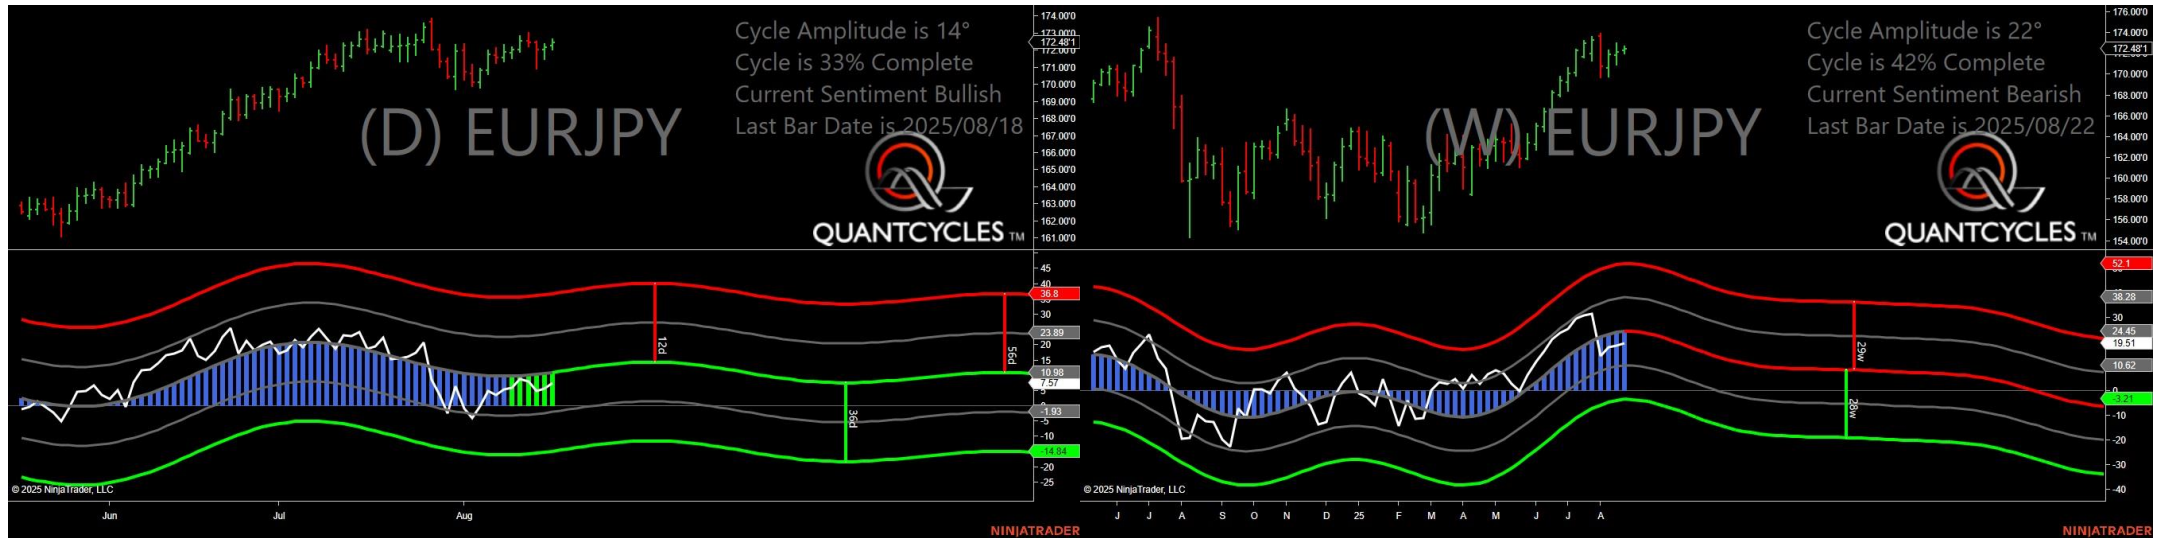 Cycle Amplitude is 14°
Cycle is 33% Complete
Current Sentiment Bullish
Last Bar Date is 2025/08/18
(D) EURJPY
QUANTCYCLES TM
174.00'0
172.48'1
172.00'0
171.00'0
170.00'0
169.00'0
168.00'0
167.00'0
166.00'0
165.00'0
164.00'0
163.00'0
162.00'0
161.00'0
45
40
36.8
30
23.89
20
15
10.98
7.57
5
0
-1.93
-5
-10
-14.84
-20
-25
12d
36d
56d
© 2025 NinjaTrader, LLC
Jun
Jul
Aug
NINJATRADER
Cycle Amplitude is 22°
Cycle is 42% Complete
Current Sentiment Bearish
Last Bar Date is 2025/08/22
(W) EURJPY
QUANTCYCLES TM
176.00'0
174.00'0
172.48'1
170.00'0
168.00'0
166.00'0
164.00'0
162.00'0
160.00'0
158.00'0
156.00'0
154.00'0
52.1
38.28
30
24.45
19.51
10.62
0
-3.21
-10
-20
-30
-40
29w
28w
© 2025 NinjaTrader, LLC
J J A S O N D 25 F M A M J J A
NINJATRADER